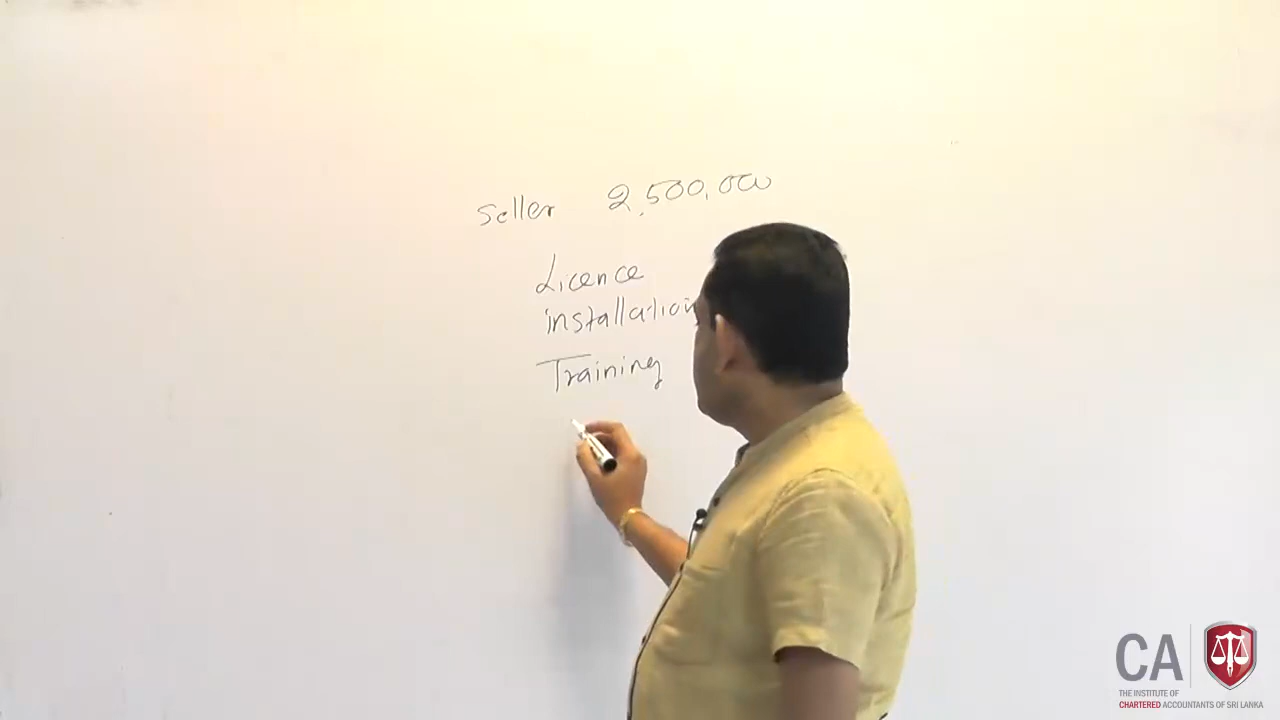 Seller 2,500,000
Licence
installation
Training
CA
THE INSTITUTE OF
CHARTERED ACCOUNTANTS OF SRI LANKA